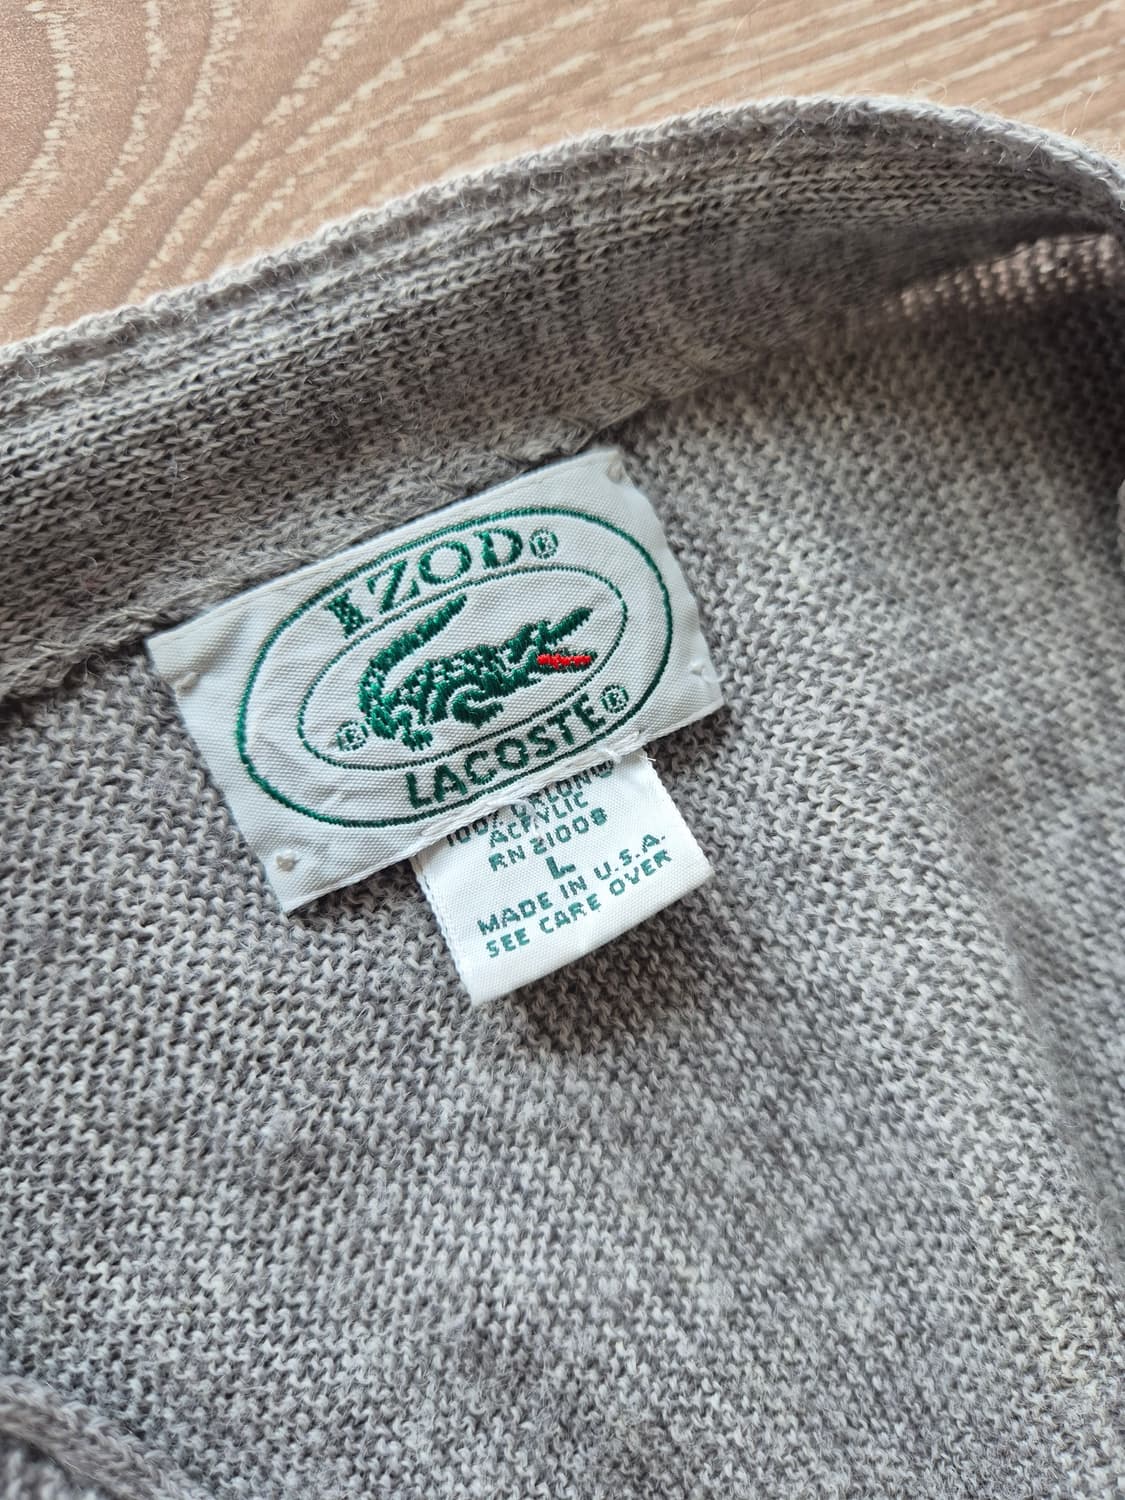 IZOD®
®
LACOSTE®
100% ORLON®
ACRYLIC
RN 21008
L
MADE IN U.S.A.
SEE CARE OVER